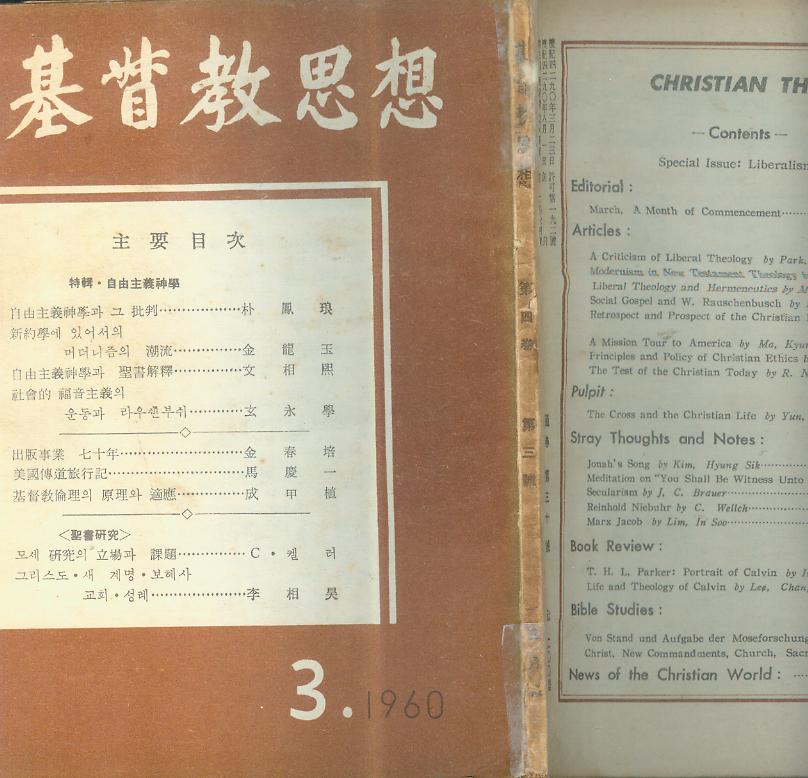 基督教思想
主要目次
特輯·自由主義神學
自由主義神學과 그 批判……………朴鳳琅
新約學에 있어서의
머더니즘의 潮流……………金龍玉
自由主義神學과 聖書解釋……………文相熙
社會的 福音主義의
운동과 라우쉔부쉬…………玄永學
出版事業 七十年……………………金春培
美國傳道旅行記……………………馬慶一
基督敎倫理의 原理와 適應…………成甲植
<聖書硏究>
모세 硏究의 立場과 課題……………C·켈러
그리스도·새 계명·보혜사
교회·성례……………………李相昊
3.1960
基督教思想
第四卷
第三號
CHRISTIAN TH
—Contents—
Special Issue: Liberalism
Editorial :
March, A Month of Commencement……
Articles :
A Criticism of Liberal Theology by Park,
Modernism in New Testament Theology b
Liberal Theology and Hermeneutics by M
Social Gospel and W. Rauschenbusch by
Retrospect and Prospect of the Christian
A Mission Tour to America by Ma, Kyun
Principles and Policy of Christian Ethics b
The Test of the Christian Today by R. N
Pulpit:
The Cross and the Christian Life by Yun,
Stray Thoughts and Notes :
Jonah's Song by Kim, Hyung Sik……
Meditation on "You Shall Be Witness Unto
Secularism by J. C. Brauer……
Reinhold Niebuhr by C. Wellch……
Marx Jacob by Lim, In Soo……
Book Review :
T. H. L. Parker: Portrait of Calvin by H
Life and Theology of Calvin by Lee, Chan,
Bible Studies :
Von Stand und Aufgabe der Moseforschung
Christ, New Commandments, Church, Sacr
News of the Christian World : ····